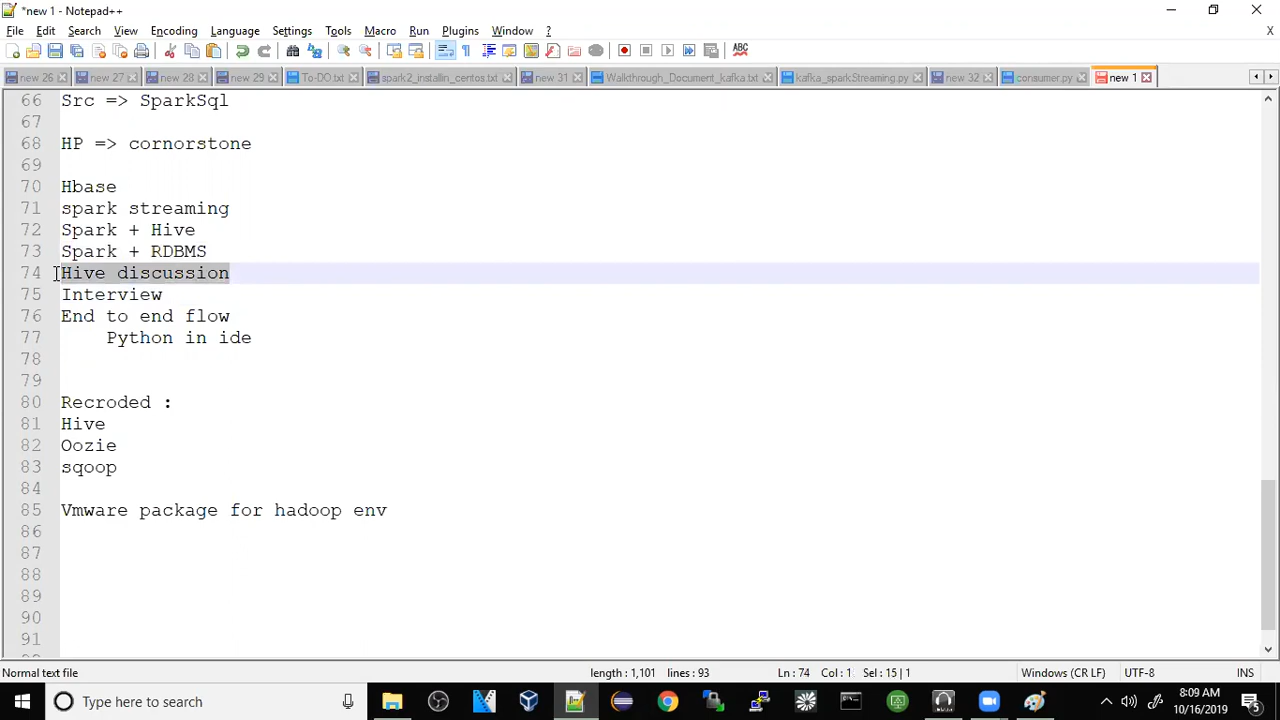 *new 1 - Notepad++
File Edit Search View Encoding Language Settings Tools Macro Run Plugins Window ? X
new 26 new 27 new 28 new 29 To-DO.txt apach2_installin_centos.txt new 31 Walkthrough_Document_kafka.txt kafka_sparkStreaming.py new 32 consumer.py new 1
66 Src => SparkSql
67
68 HP => cornorstone
69
70 Hbase
71 spark streaming
72 Spark + Hive
73 Spark + RDBMS
74 Hive discussion
75 Interview
76 End to end flow
77 Python in ide
78
79
80 Recroded :
81 Hive
82 Oozie
83 sqoop
84
85 Vmware package for hadoop env
86
87
88
89
90
91
Normal text file length : 1,101 lines : 93 Ln : 74 Col : 1 Sel : 15 | 1 Windows (CR LF) UTF-8 INS
Type here to search
8:09 AM
10/16/2019
5